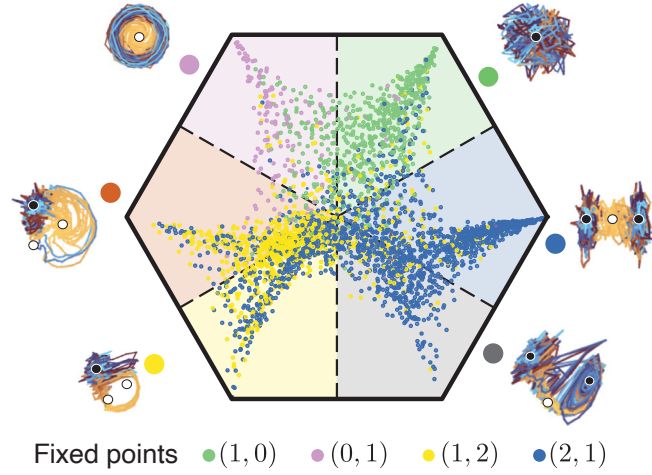 Fixed points (1, 0) (0, 1) (1, 2) (2, 1)